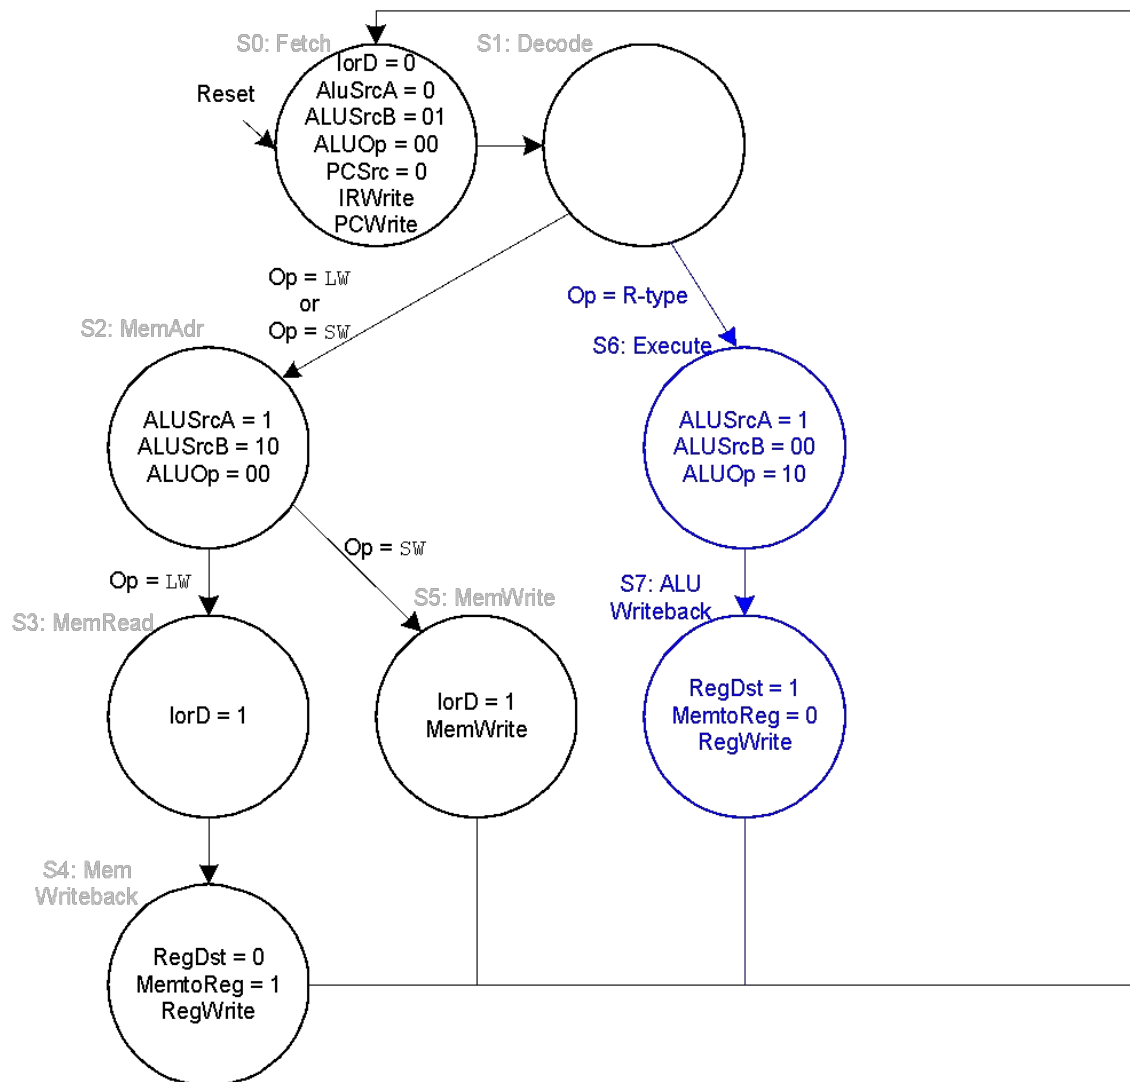 S0: Fetch
S1: Decode
Reset
IorD = 0
AluSrcA = 0
ALUSrcB = 01
ALUOp = 00
PCSrc = 0
IRWrite
PCWrite
Op = LW
or
Op = SW
Op = R-type
S2: MemAdr
S6: Execute
ALUSrcA = 1
ALUSrcB = 10
ALUOp = 00
ALUSrcA = 1
ALUSrcB = 00
ALUOp = 10
Op = SW
Op = LW
S7: ALU
Writeback
S5: MemWrite
S3: MemRead
IorD = 1
IorD = 1
MemWrite
RegDst = 1
MemtoReg = 0
RegWrite
S4: Mem
Writeback
RegDst = 0
MemtoReg = 1
RegWrite